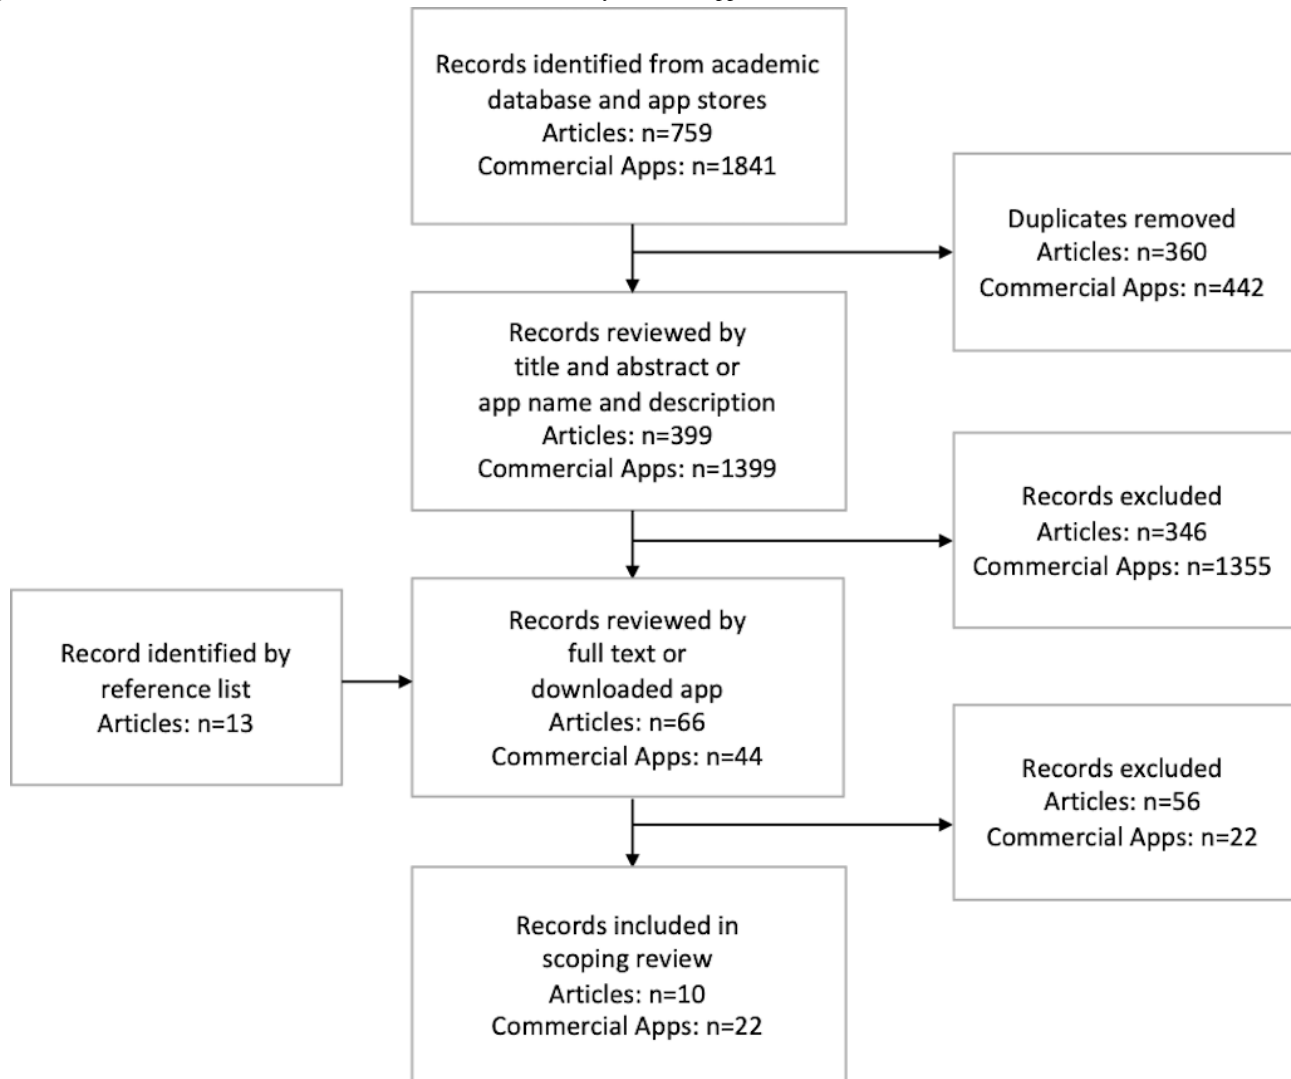 Records identified from academic
database and app stores
Articles: n=759
Commercial Apps: n=1841
Duplicates removed
Articles: n=360
Commercial Apps: n=442
Records reviewed by
title and abstract or
app name and description
Articles: n=399
Commercial Apps: n=1399
Records excluded
Articles: n=346
Commercial Apps: n=1355
Record identified by
reference list
Articles: n=13
Records reviewed by
full text or
downloaded app
Articles: n=66
Commercial Apps: n=44
Records excluded
Articles: n=56
Commercial Apps: n=22
Records included in
scoping review
Articles: n=10
Commercial Apps: n=22